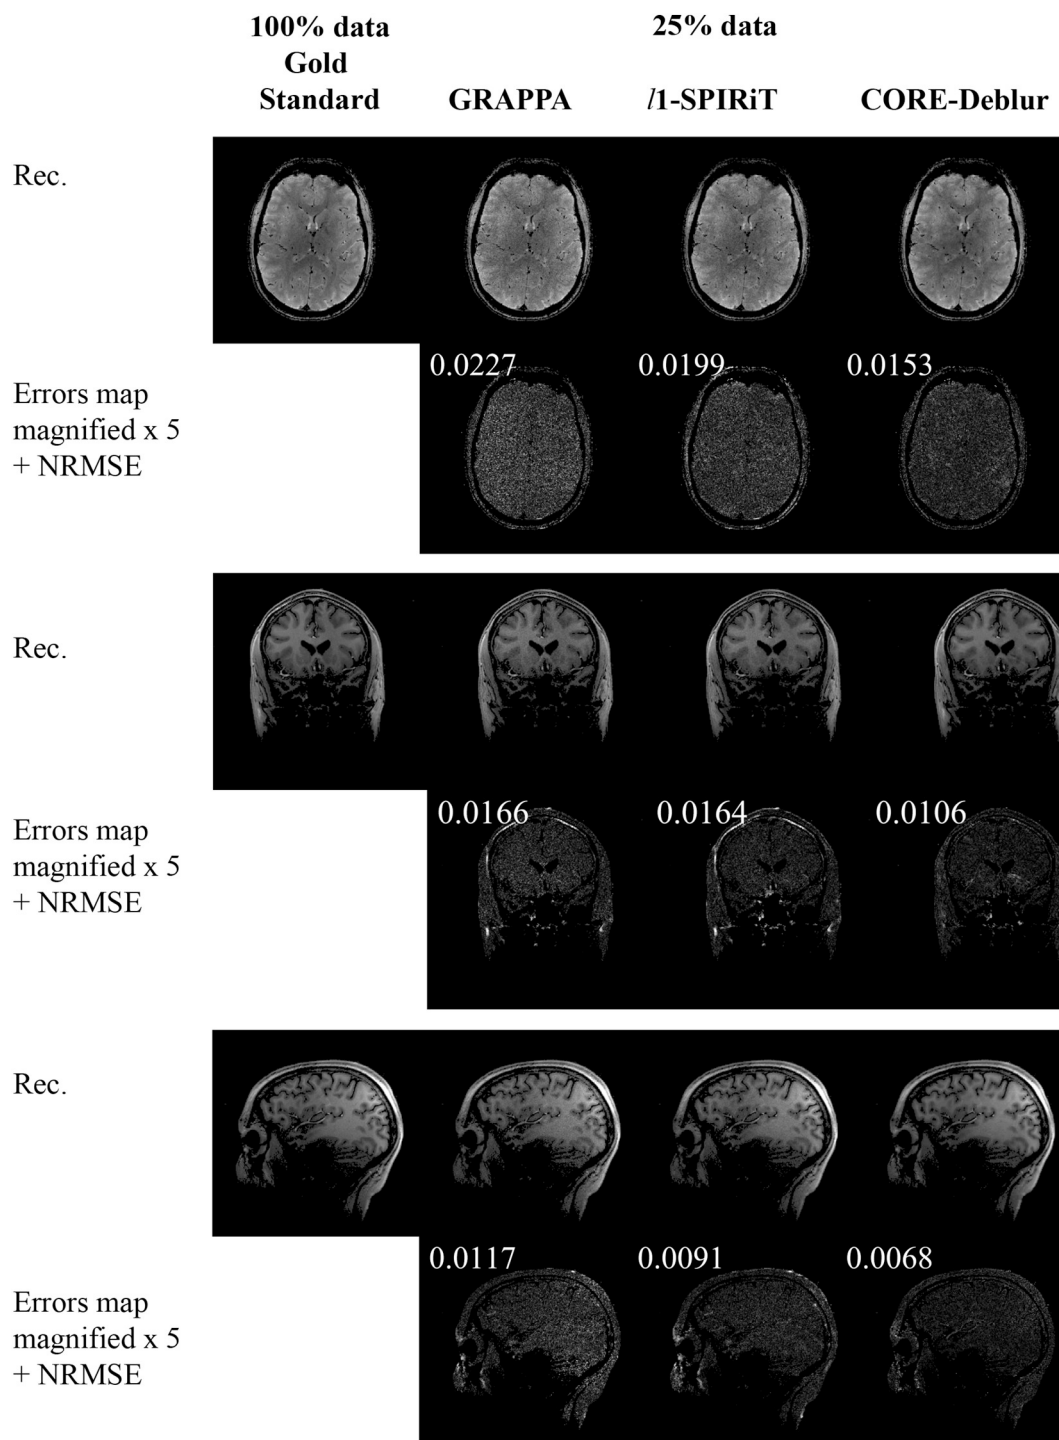 100% data 25% data
Gold
Standard GRAPPA l1-SPIRiT CORE-Deblur
Rec.
0.0227 0.0199 0.0153
Errors map
magnified x 5
+ NRMSE
Rec.
0.0166 0.0164 0.0106
Errors map
magnified x 5
+ NRMSE
Rec.
0.0117 0.0091 0.0068
Errors map
magnified x 5
+ NRMSE